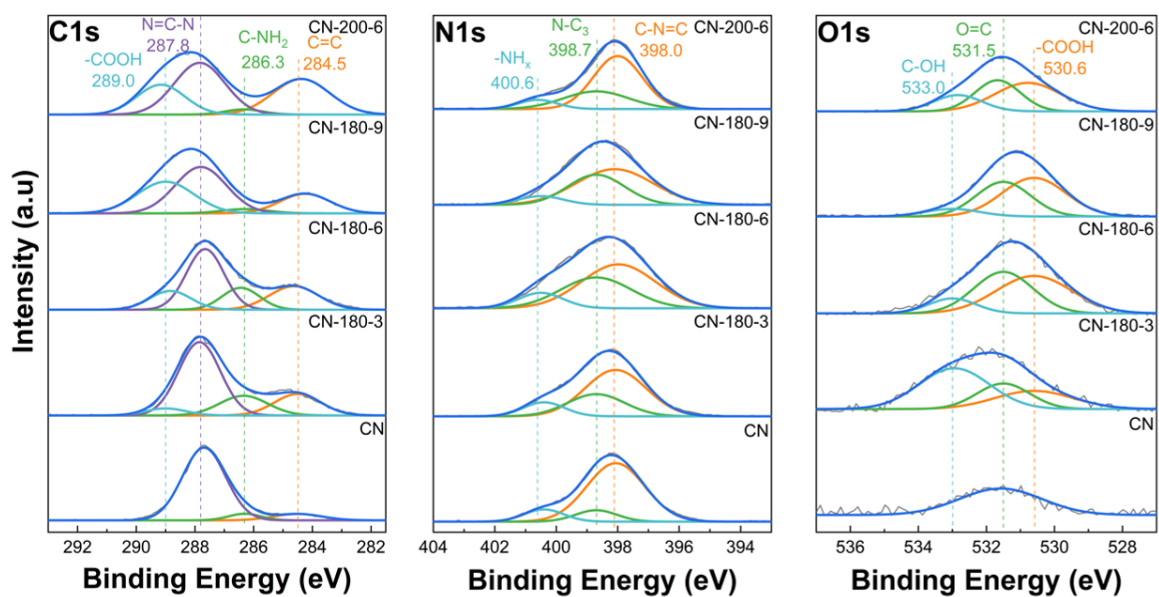 Intensity (a.u)
C1s
N=C-N
287.8
-COOH
289.0
C-NH₂
286.3
C=C
284.5
CN-200-6
CN-180-9
CN-180-6
CN-180-3
CN
292 290 288 286 284 282
Binding Energy (eV)
N1s
-NHₓ
400.6
N-C₃
398.7
C-N=C
398.0
CN-200-6
CN-180-9
CN-180-6
CN-180-3
CN
404 402 400 398 396 394
Binding Energy (eV)
O1s
C-OH
533.0
O=C
531.5
-COOH
530.6
CN-200-6
CN-180-9
CN-180-6
CN-180-3
CN
536 534 532 530 528
Binding Energy (eV)